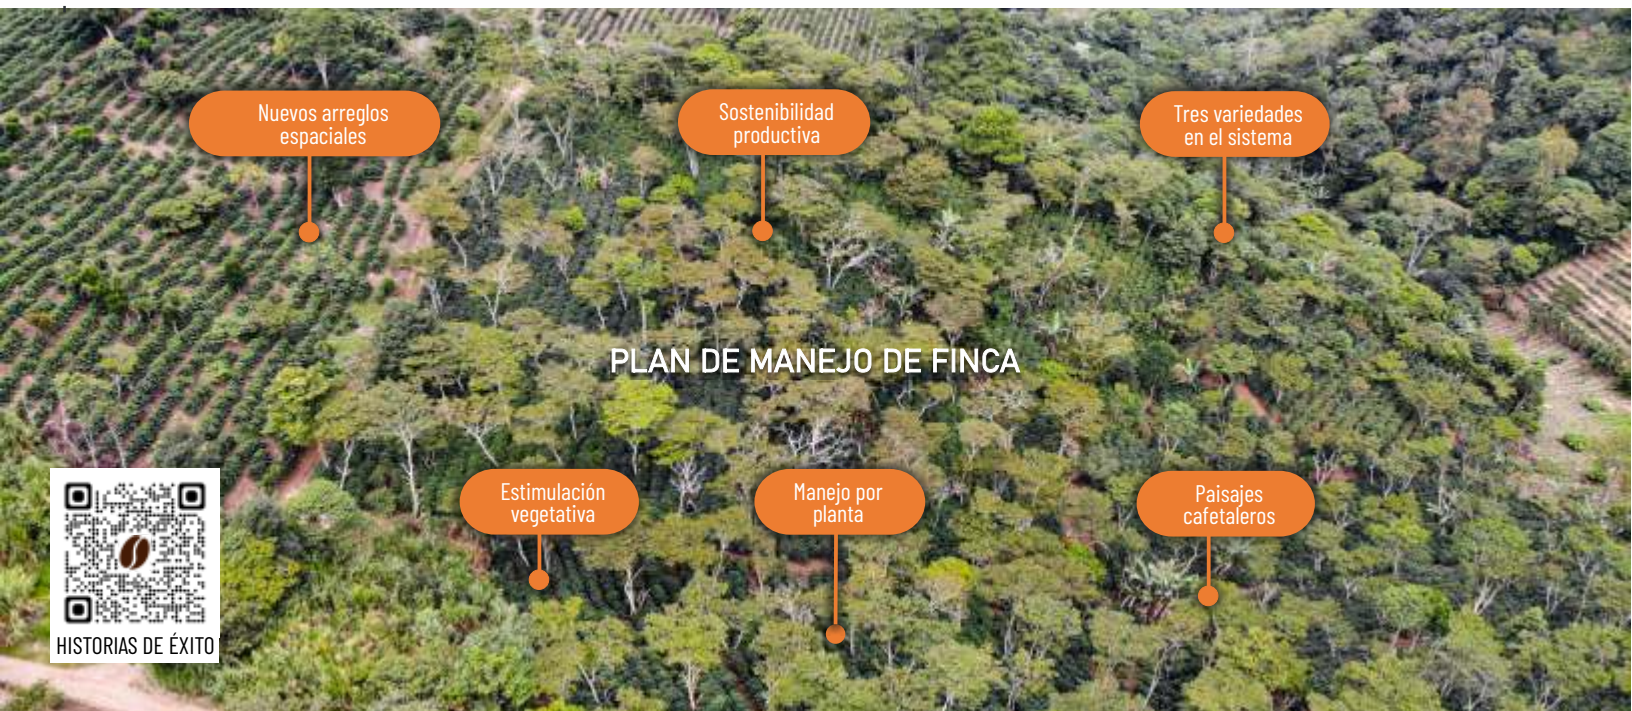 Nuevos arreglos
espaciales
Sostenibilidad
productiva
Tres variedades
en el sistema
PLAN DE MANEJO DE FINCA
Estimulación
vegetativa
Manejo por
planta
Paisajes
cafetaleros
HISTORIAS DE ÉXITO